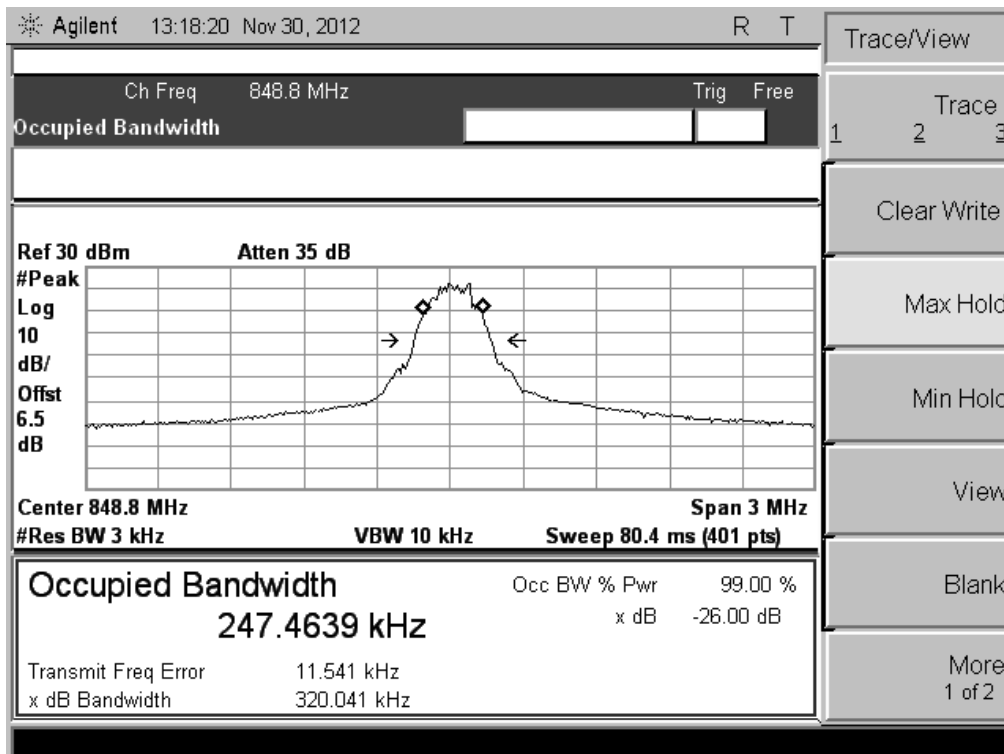 Agilent 13:18:20 Nov 30, 2012 R T
Trace/View
Ch Freq 848.8 MHz Trig Free
Occupied Bandwidth
Trace
1 2 3
Clear Write
Max Hold
Min Hold
View
Blank
More
1 of 2
Ref 30 dBm Atten 35 dB
#Peak
Log
10
dB/
Offst
6.5
dB
Center 848.8 MHz Span 3 MHz
#Res BW 3 kHz VBW 10 kHz Sweep 80.4 ms (401 pts)
Occupied Bandwidth Occ BW % Pwr 99.00 %
247.4639 kHz x dB -26.00 dB
Transmit Freq Error 11.541 kHz
x dB Bandwidth 320.041 kHz